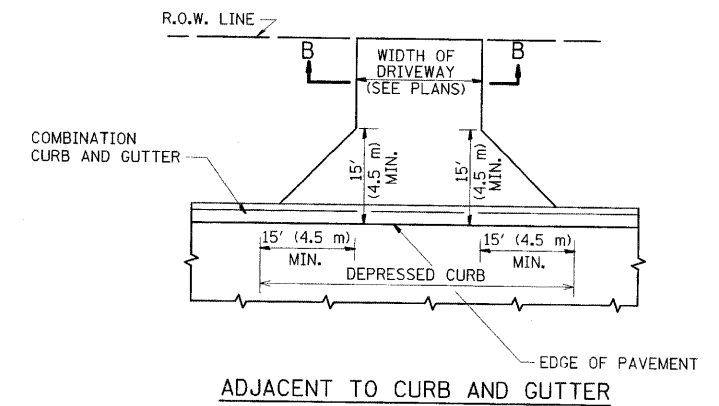 R.O.W. LINE
B
WIDTH OF
DRIVEWAY
(SEE PLANS)
B
COMBINATION
CURB AND GUTTER
15'
(4.5 m)
MIN.
15'
(4.5 m)
MIN.
15' (4.5 m)
MIN.
15' (4.5 m)
MIN.
DEPRESSED CURB
EDGE OF PAVEMENT
ADJACENT TO CURB AND GUTTER